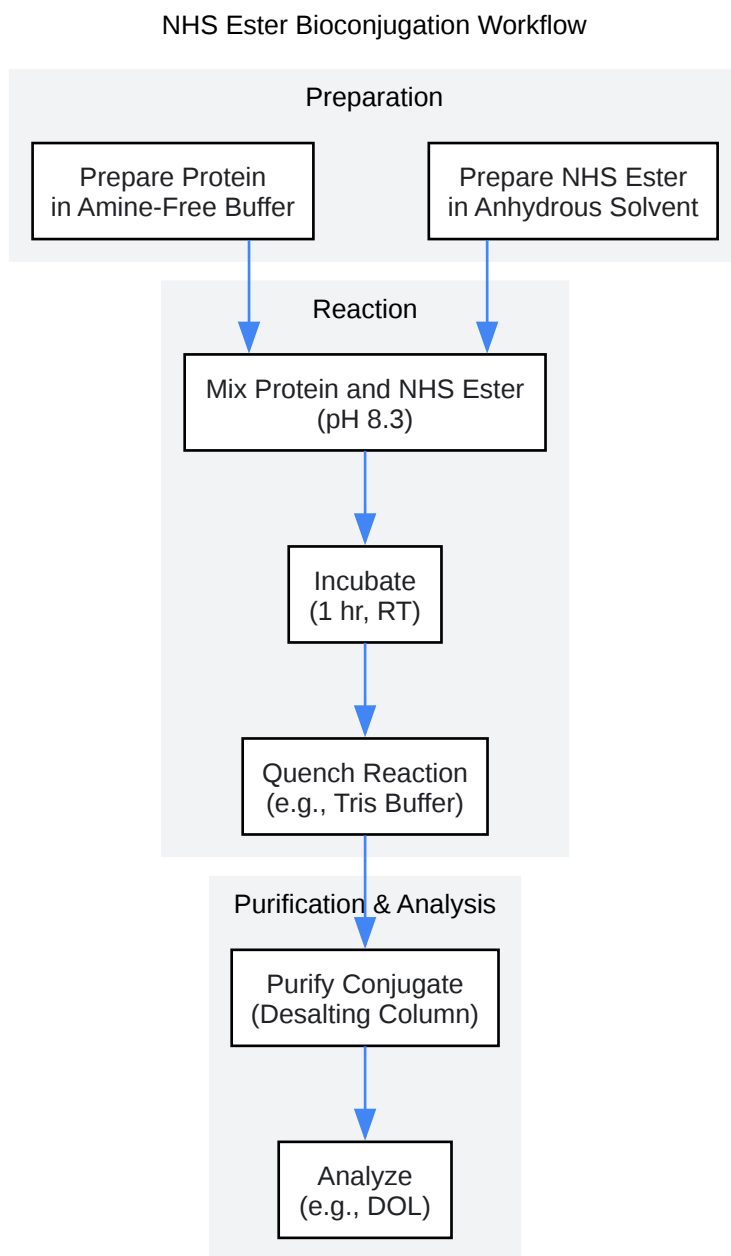 NHS Ester Bioconjugation Workflow
Preparation
Prepare Protein
in Amine-Free Buffer
Prepare NHS Ester
in Anhydrous Solvent
Reaction
Mix Protein and NHS Ester
(pH 8.3)
Incubate
(1 hr, RT)
Quench Reaction
(e.g., Tris Buffer)
Purification & Analysis
Purify Conjugate
(Desalting Column)
Analyze
(e.g., DOL)